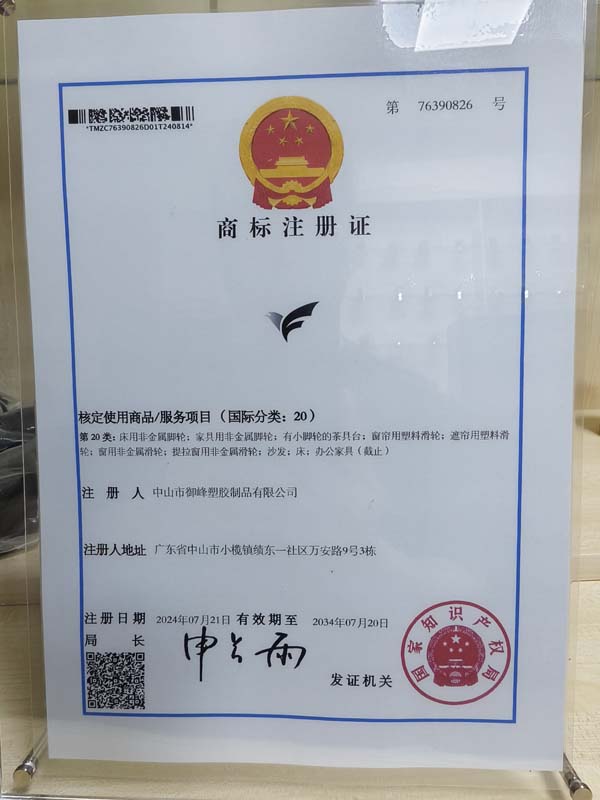 第 76390826 号
*TMZC76390826D01T240814*
商标注册证
核定使用商品/服务项目（国际分类：20）
第20类：床用非金属脚轮；家具用非金属脚轮；有小脚轮的茶具台；窗帘用塑料滑轮；遮帘用塑料滑
轮；窗用非金属滑轮；提拉窗用非金属滑轮；沙发；床；办公家具（截止）
注册人 中山市御峰塑胶制品有限公司
注册人地址 广东省中山市小榄镇绩东一社区万安路9号3栋
注册日期 2024年07月21日 有效期至 2034年07月20日
局长 申长雨
发证机关
国家知识产权局